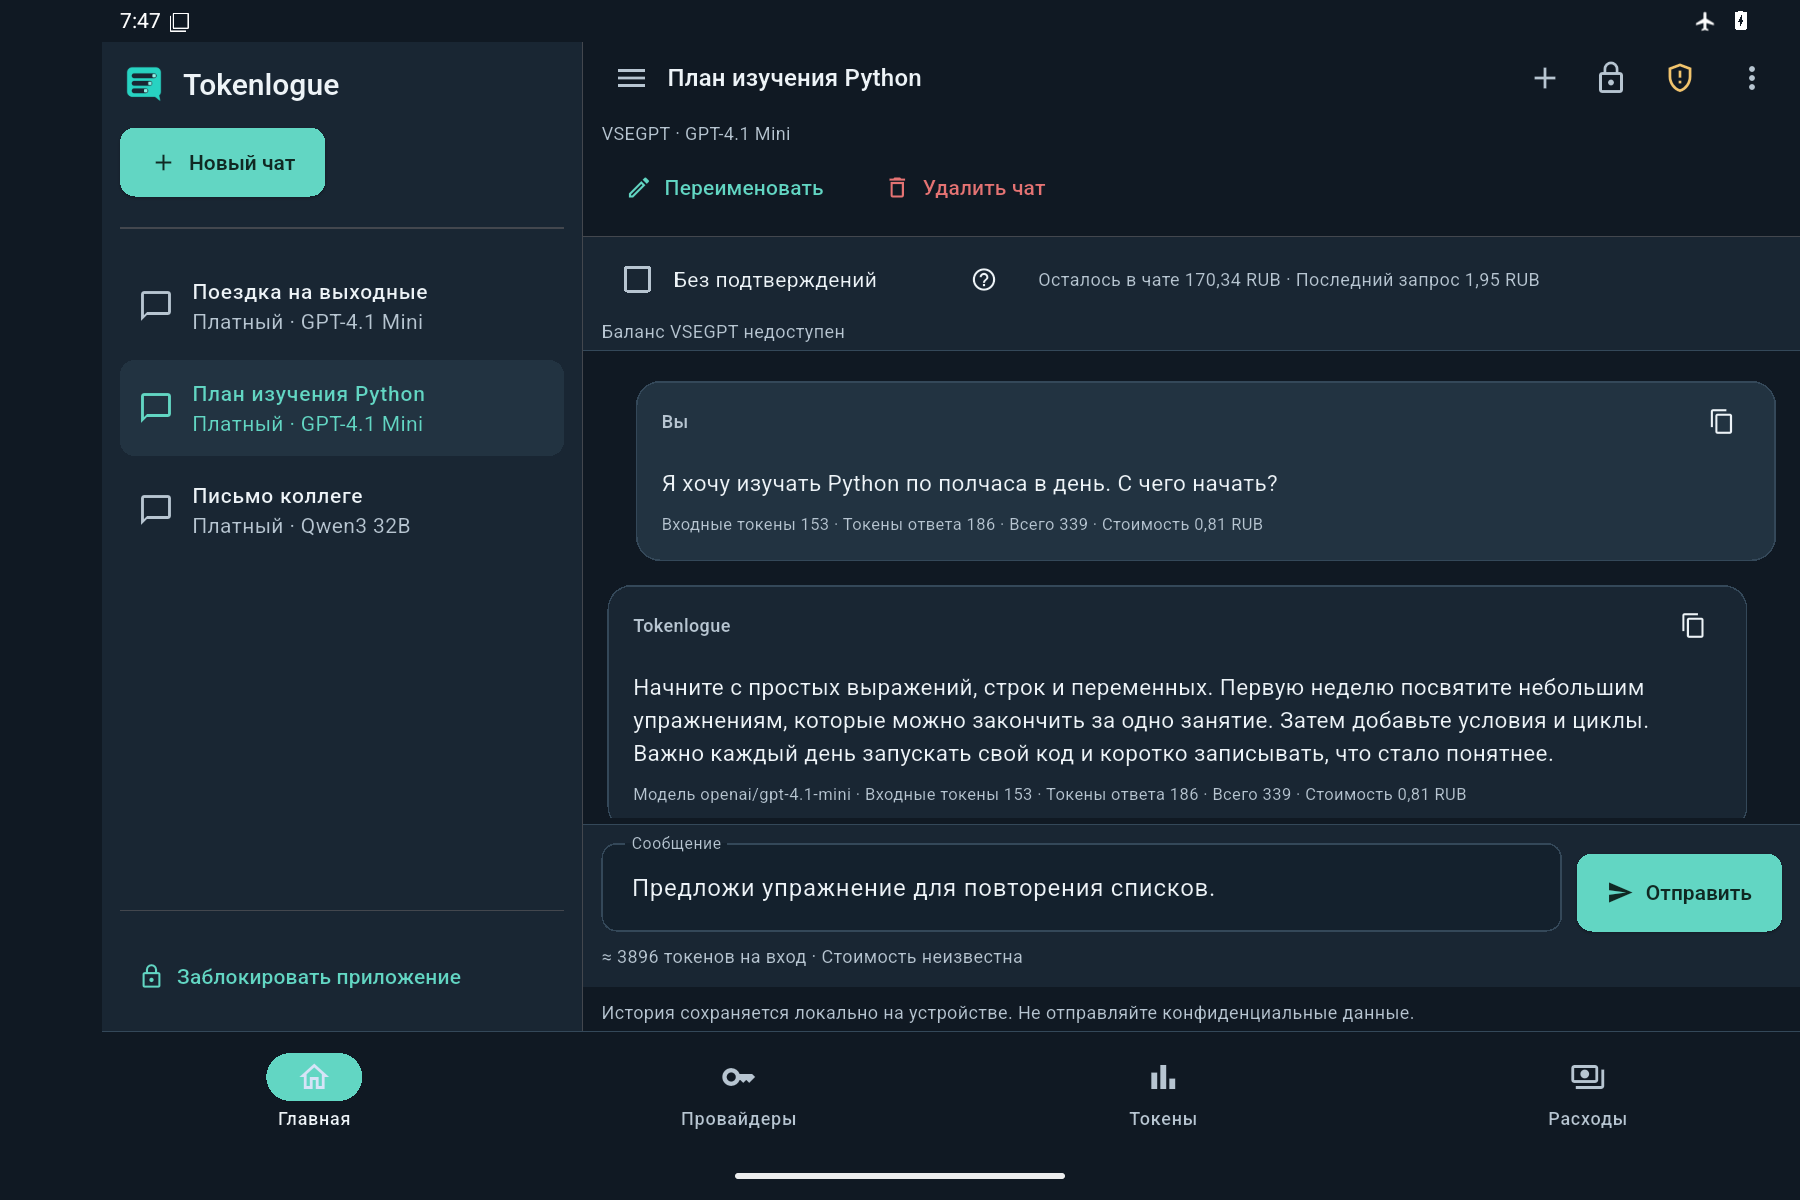 7:47
Tokenlogue
Новый чат
Поездка на выходные
Платный · GPT-4.1 Mini
План изучения Python
Платный · GPT-4.1 Mini
Письмо коллеге
Платный · Qwen3 32B
Заблокировать приложение
План изучения Python
VSEGPT · GPT-4.1 Mini
Переименовать
Удалить чат
Без подтверждений
Осталось в чате 170,34 RUB · Последний запрос 1,95 RUB
Баланс VSEGPT недоступен
Вы
Я хочу изучать Python по полчаса в день. С чего начать?
Входные токены 153 · Токены ответа 186 · Всего 339 · Стоимость 0,81 RUB
Tokenlogue
Начните с простых выражений, строк и переменных. Первую неделю посвятите небольшим
упражнениям, которые можно закончить за одно занятие. Затем добавьте условия и циклы.
Важно каждый день запускать свой код и коротко записывать, что стало понятнее.
Модель openai/gpt-4.1-mini · Входные токены 153 · Токены ответа 186 · Всего 339 · Стоимость 0,81 RUB
Сообщение
Предложи упражнение для повторения списков.
Отправить
≈ 3896 токенов на вход · Стоимость неизвестна
История сохраняется локально на устройстве. Не отправляйте конфиденциальные данные.
Главная
Провайдеры
Токены
Расходы